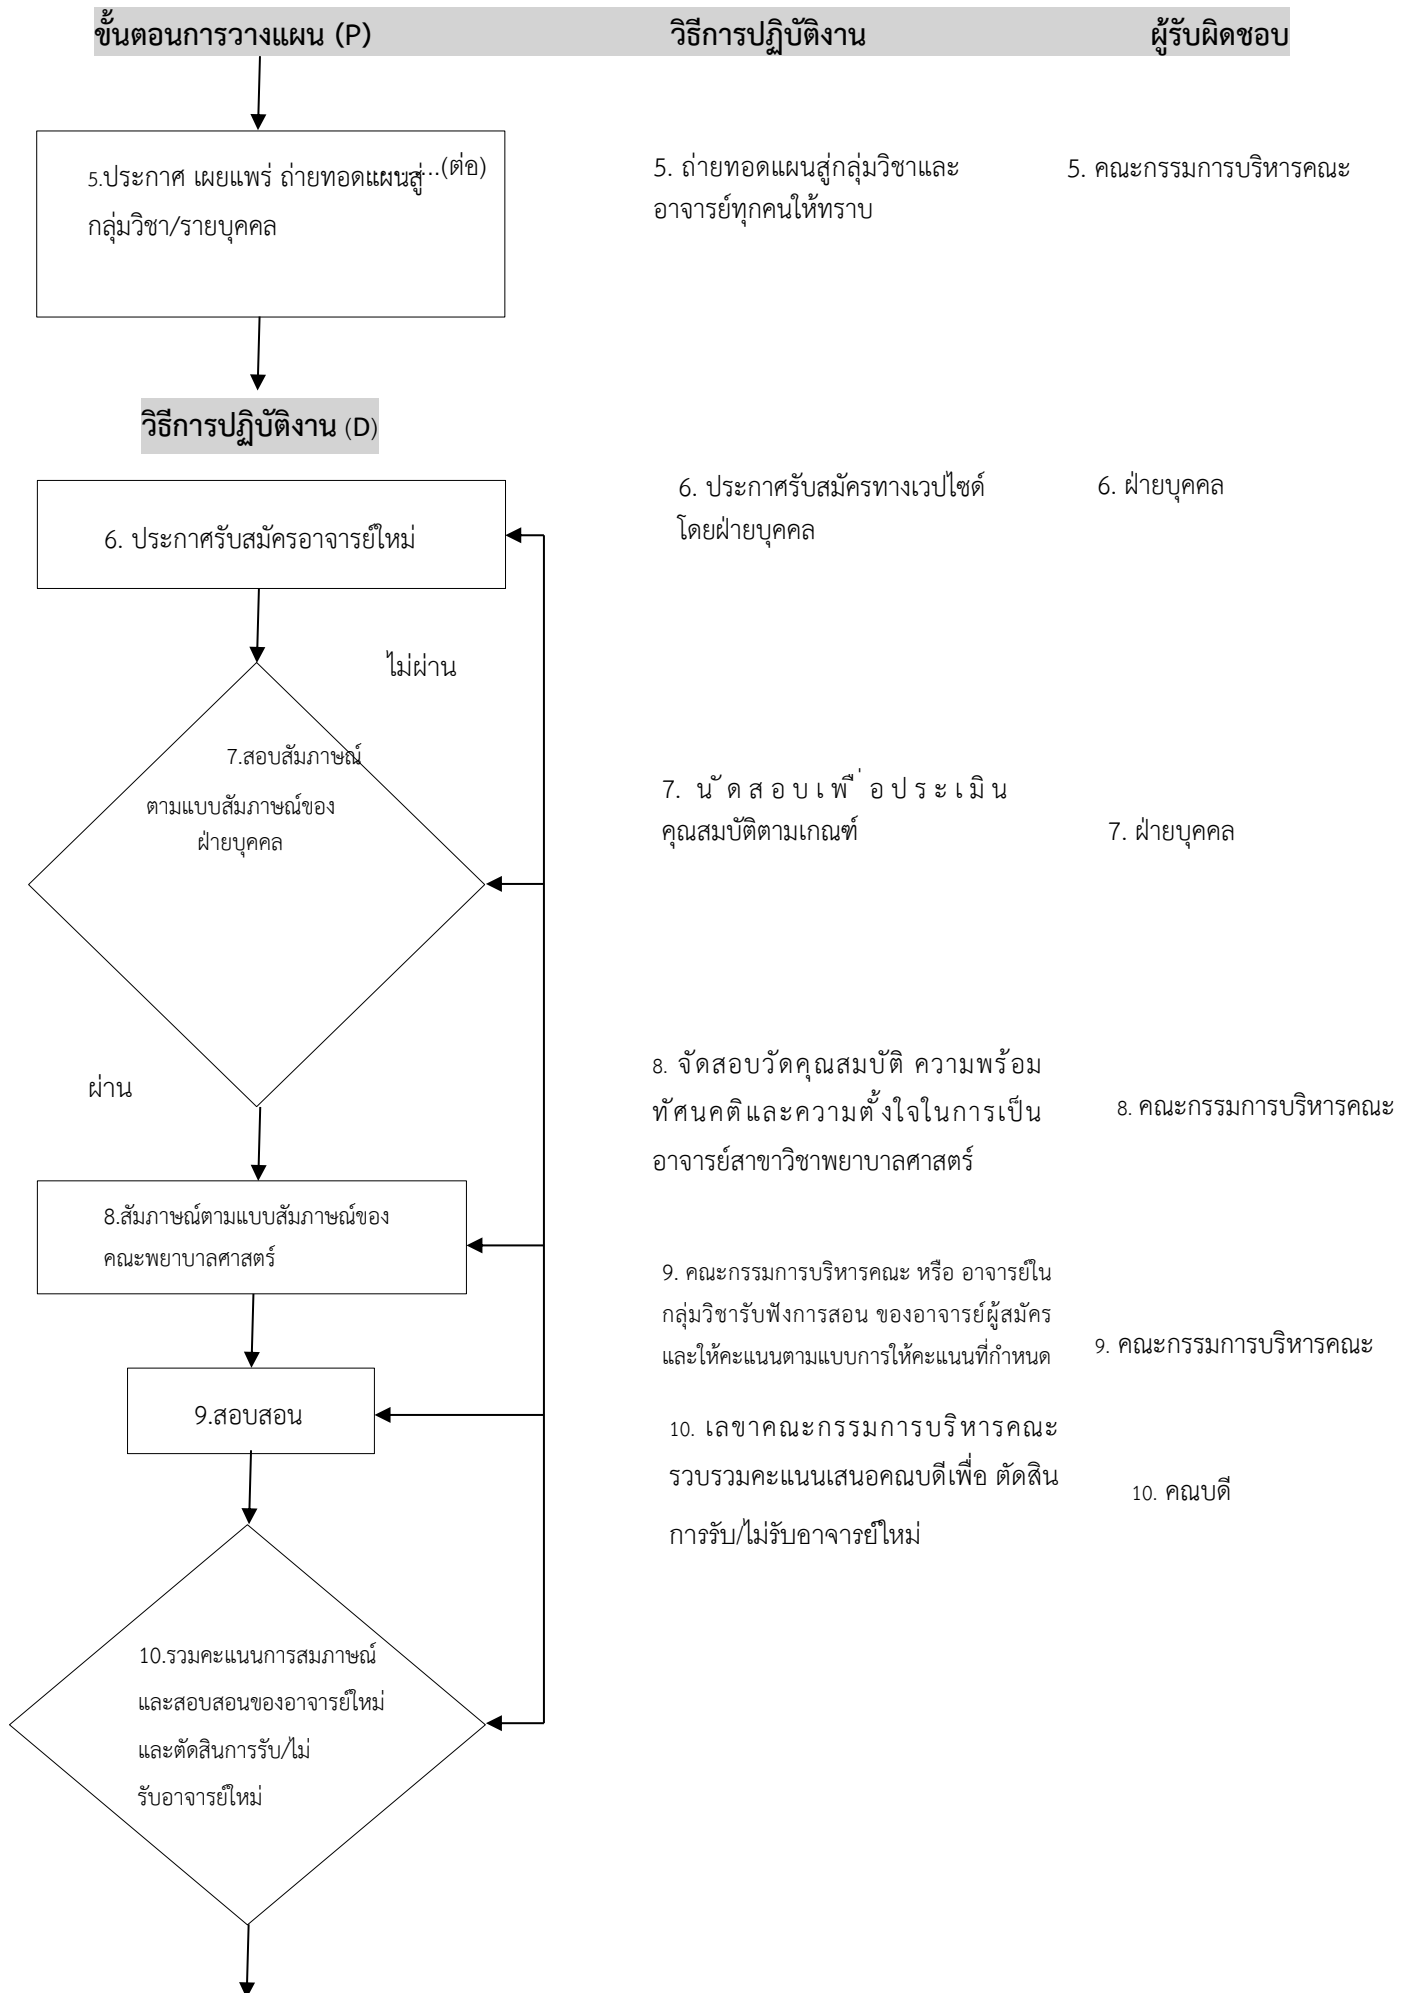 ขั้นตอนการวางแผน (P) วิธีการปฏิบัติงาน ผู้รับผิดชอบ
..........(ต่อ)
5.ประกาศ เผยแพร่ ถ่ายทอดแผนสู่
กลุ่มวิชา/รายบุคคล
5. ถ่ายทอดแผนสู่กลุ่มวิชาและ
อาจารย์ทุกคนให้ทราบ
5. คณะกรรมการบริหารคณะ
วิธีการปฏิบัติงาน (D)
6. ประกาศรับสมัครอาจารย์ใหม่
6. ประกาศรับสมัครทางเวปไซด์
โดยฝ่ายบุคคล
6. ฝ่ายบุคคล
ไม่ผ่าน
7.สอบสัมภาษณ์
ตามแบบสัมภาษณ์ของ
ฝ่ายบุคคล
7. นัดสอบเพื่อประเมิน
คุณสมบัติตามเกณฑ์
7. ฝ่ายบุคคล
ผ่าน
8. จัดสอบวัดคุณสมบัติ ความพร้อม
ทัศนคติและความตั้งใจในการเป็น
อาจารย์สาขาวิชาพยาบาลศาสตร์
8. คณะกรรมการบริหารคณะ
8.สัมภาษณ์ตามแบบสัมภาษณ์ของ
คณะพยาบาลศาสตร์
9. คณะกรรมการบริหารคณะ หรือ อาจารย์ใน
กลุ่มวิชารับฟังการสอน ของอาจารย์ผู้สมัคร
และให้คะแนนตามแบบการให้คะแนนที่กำหนด
9. คณะกรรมการบริหารคณะ
9.สอบสอน
10. เลขาคณะกรรมการบริหารคณะ
รวบรวมคะแนนเสนอคณบดีเพื่อ ตัดสิน
การรับ/ไม่รับอาจารย์ใหม่
10. คณบดี
10.รวมคะแนนการสมภาษณ์
และสอบสอนของอาจารย์ใหม่
และตัดสินการรับ/ไม่
รับอาจารย์ใหม่